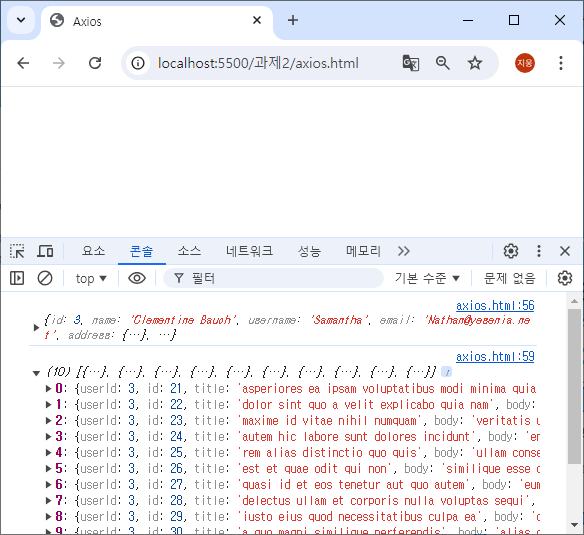 Axios
localhost:5500/과제2/axios.html
지웅
요소 콘솔 소스 네트워크 성능 메모리
top 필터 기본 수준 문제 없음
axios.html:56
{id: 3, name: 'Clementine Bauch', username: 'Samantha', email: 'Nathan@yesenia.ne
t', address: {…}, …}
axios.html:59
(10) [{…}, {…}, {…}, {…}, {…}, {…}, {…}, {…}, {…}, {…}] i
0: {userId: 3, id: 21, title: 'asperiores ea ipsam voluptatibus modi minima quia
1: {userId: 3, id: 22, title: 'dolor sint quo a velit explicabo quia nam', body:
2: {userId: 3, id: 23, title: 'maxime id vitae nihil numquam', body: 'veritatis u
3: {userId: 3, id: 24, title: 'autem hic labore sunt dolores incidunt', body: 'en
4: {userId: 3, id: 25, title: 'rem alias distinctio quo quis', body: 'ullam conse
5: {userId: 3, id: 26, title: 'est et quae odit qui non', body: 'similique esse d
6: {userId: 3, id: 27, title: 'quasi id et eos tenetur aut quo autem', body: 'eum
7: {userId: 3, id: 28, title: 'delectus ullam et corporis nulla voluptas sequi',
8: {userId: 3, id: 29, title: 'iusto eius quod necessitatibus culpa ea', body: '
9: {userId: 3, id: 30, title: 'a quo magni similique perferendis', body: 'alias